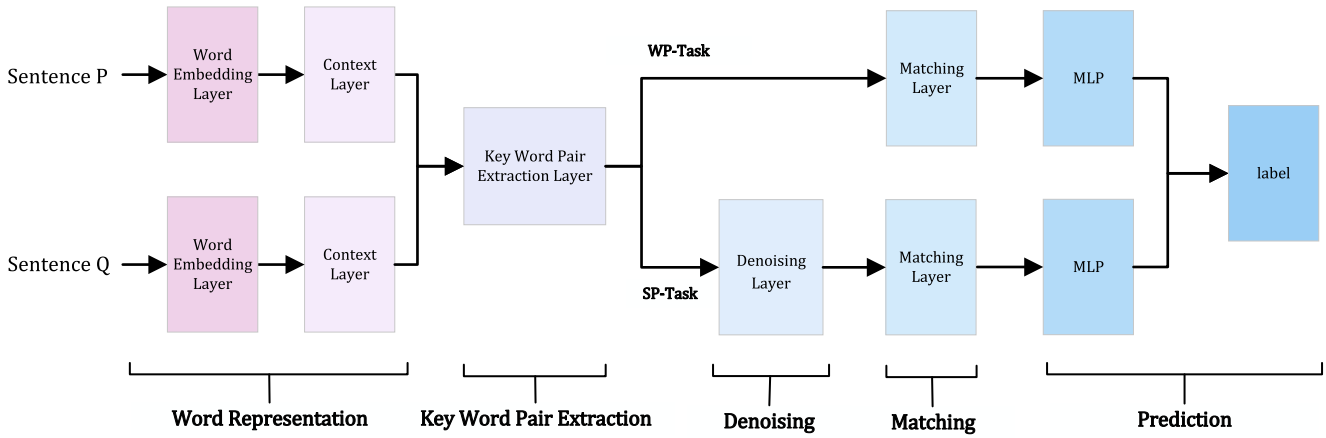 Sentence P
Word
Embedding
Layer
Context
Layer
Sentence Q
Word
Embedding
Layer
Context
Layer
Key Word Pair
Extraction Layer
WP-Task
Matching
Layer
MLP
SP-Task
Denoising
Layer
Matching
Layer
MLP
label
Word Representation
Key Word Pair Extraction
Denoising
Matching
Prediction